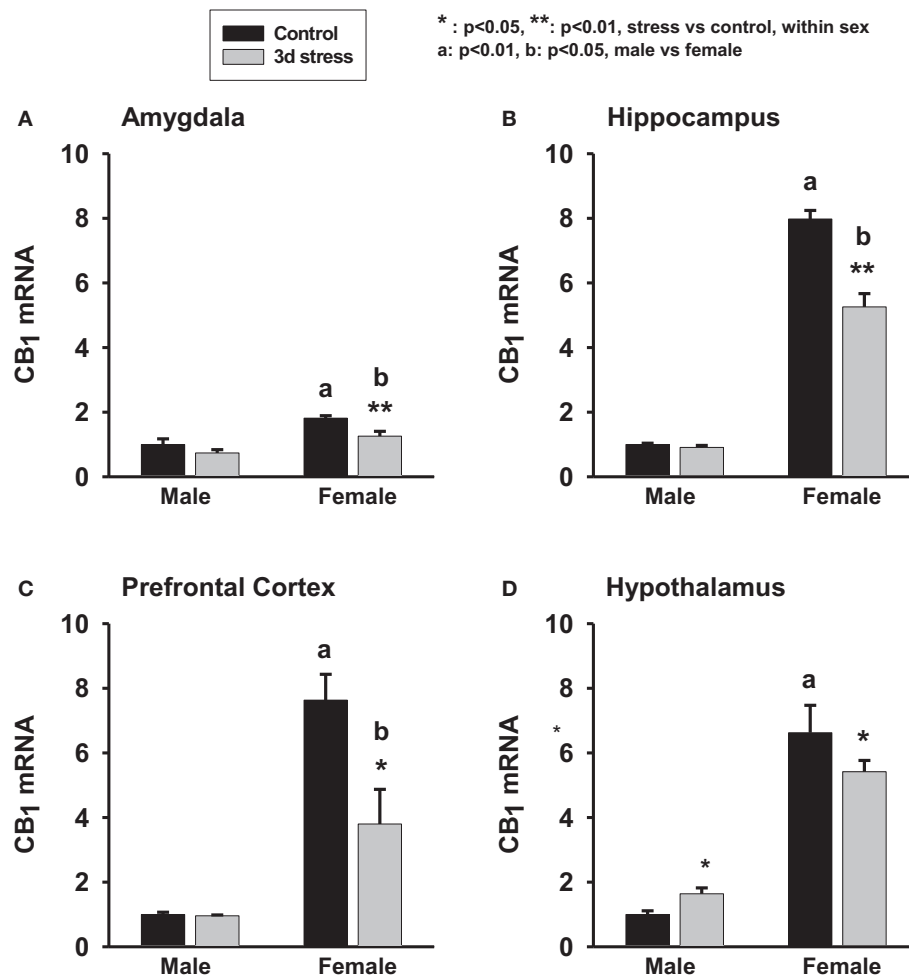 Control
3d stress
* : p<0.05, **: p<0.01, stress vs control, within sex
a: p<0.01, b: p<0.05, male vs female
A Amygdala
10
8
6
4
2
0
CB1 mRNA
a
b
**
Male Female
B Hippocampus
10
8
6
4
2
0
CB1 mRNA
a
b
**
Male Female
C Prefrontal Cortex
10
8
6
4
2
0
CB1 mRNA
a
b
*
Male Female
D Hypothalamus
10
8
6
4
2
0
CB1 mRNA
*
a
*
*
Male Female